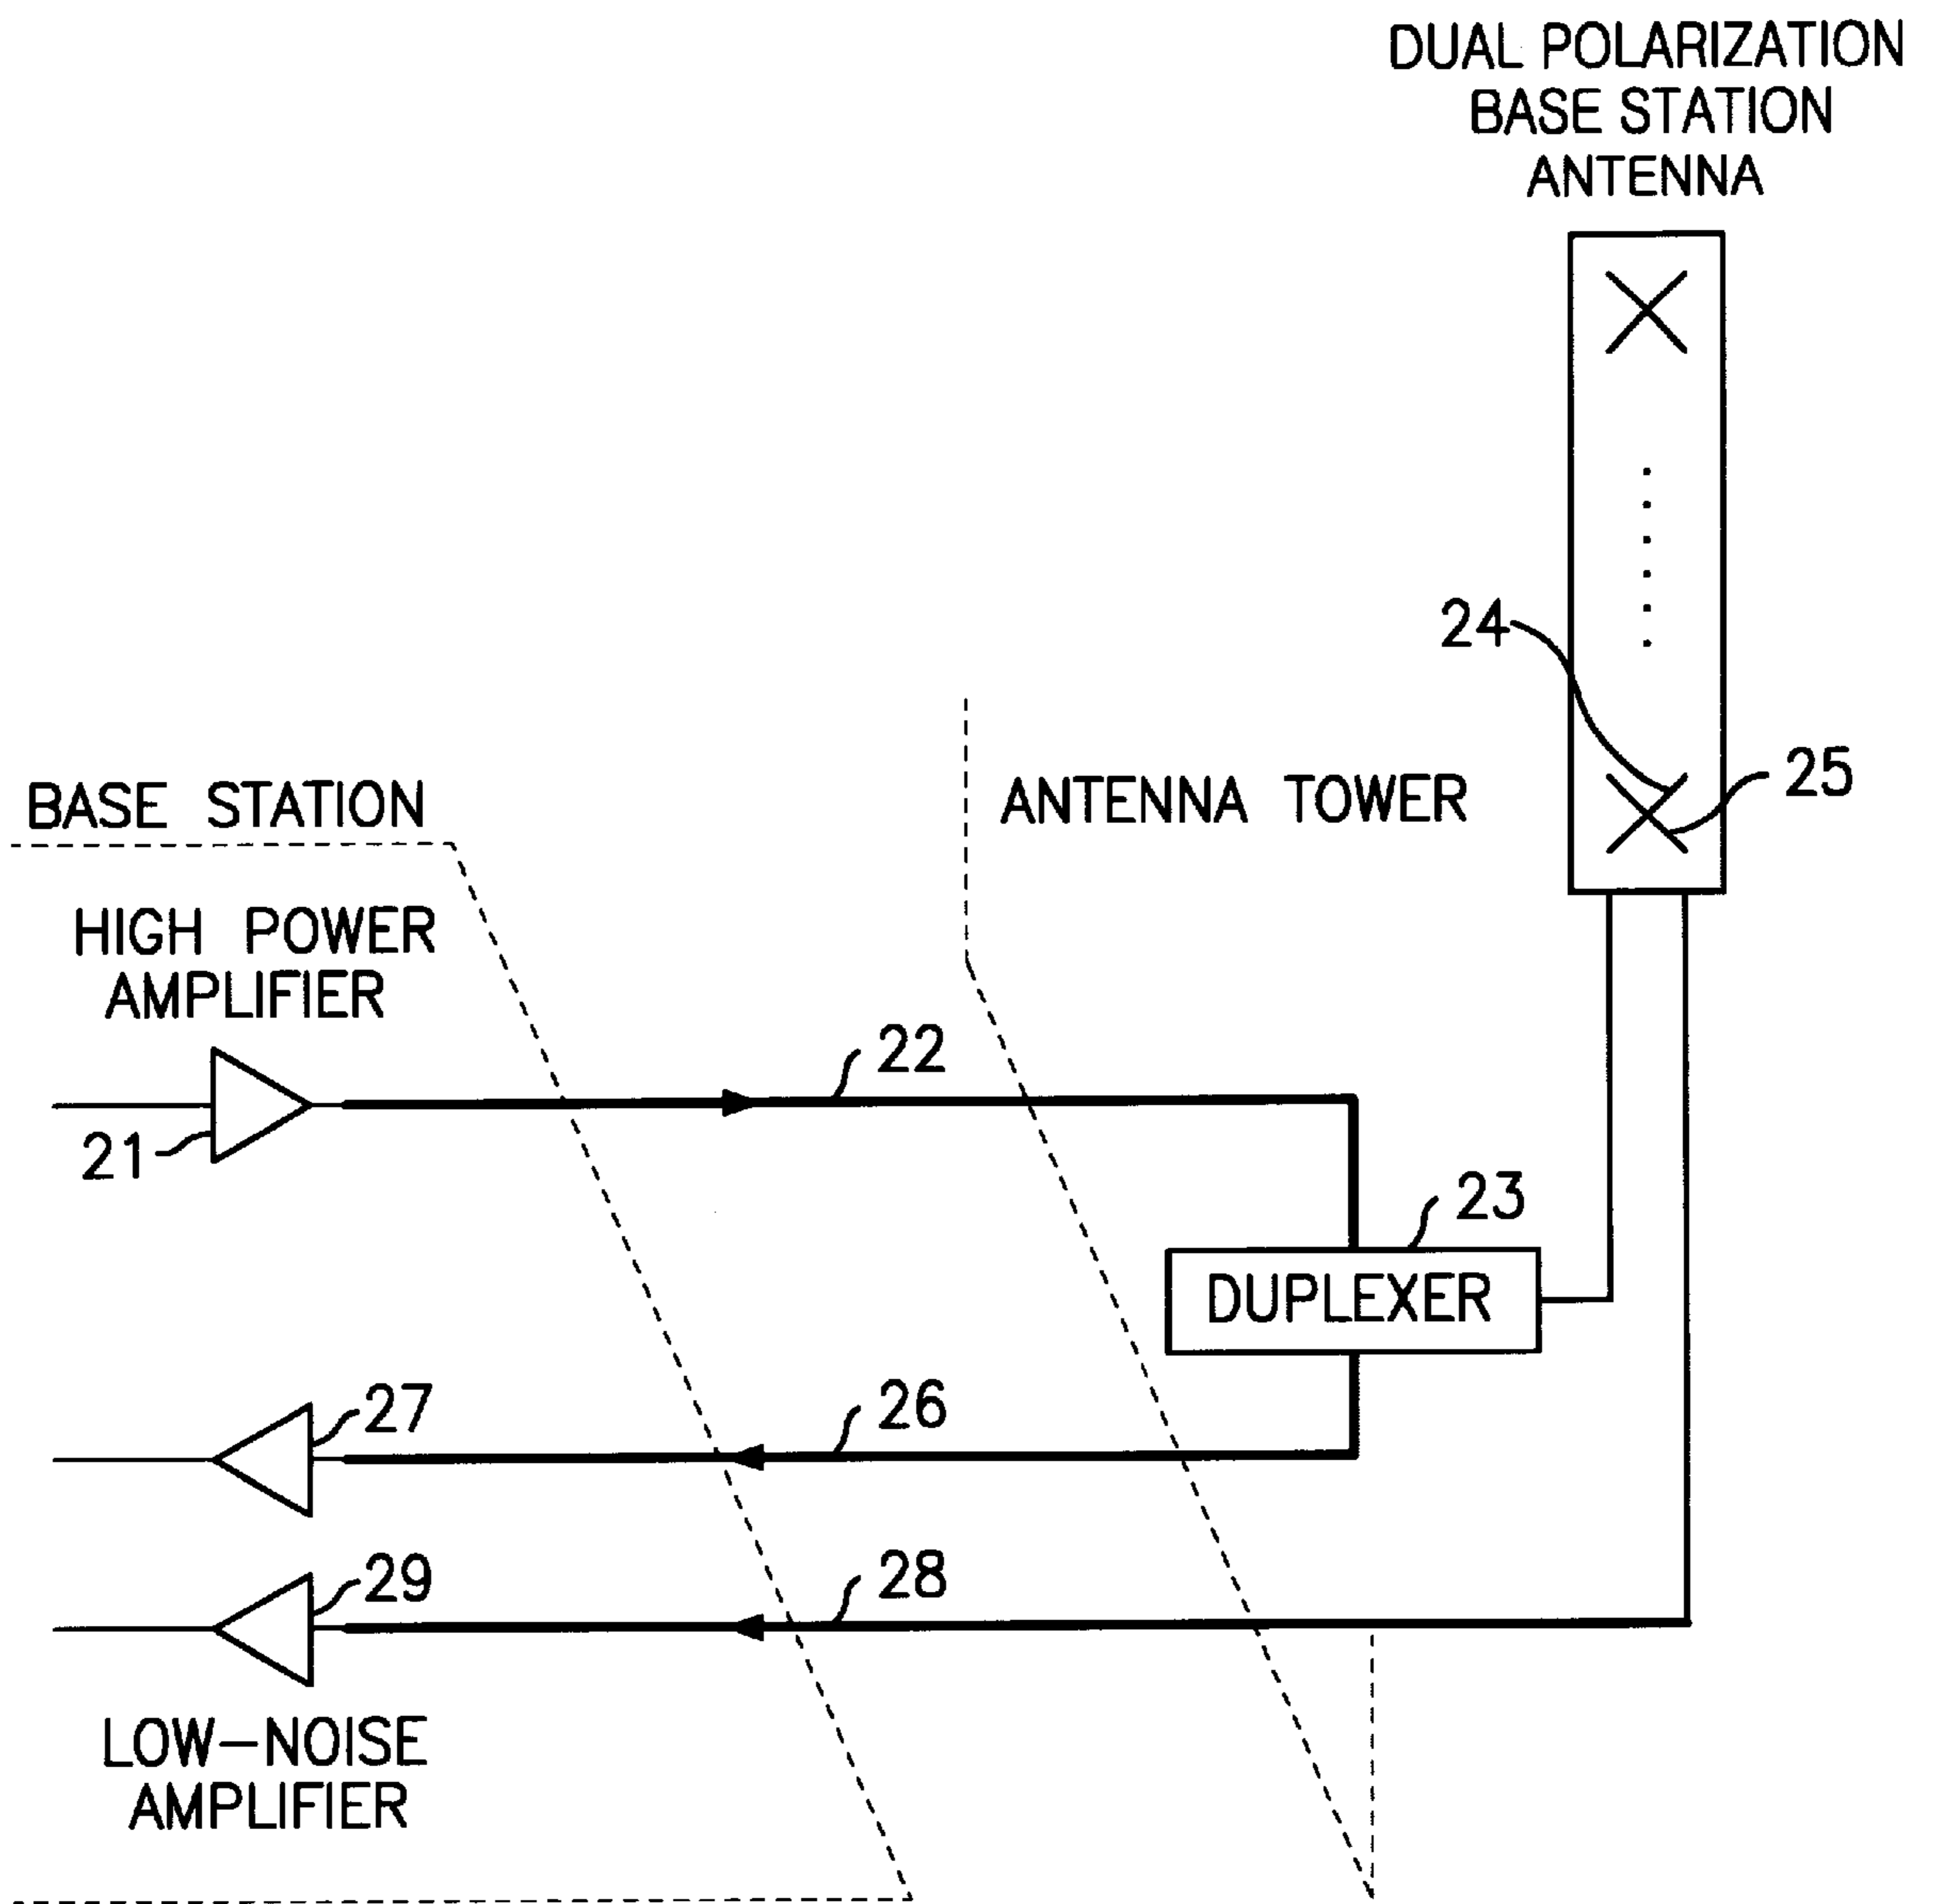 DUAL POLARIZATION
BASE STATION
ANTENNA
24
25
BASE STATION
ANTENNA TOWER
HIGH POWER
AMPLIFIER
22
21
23
DUPLEXER
27
26
29
28
LOW-NOISE
AMPLIFIER